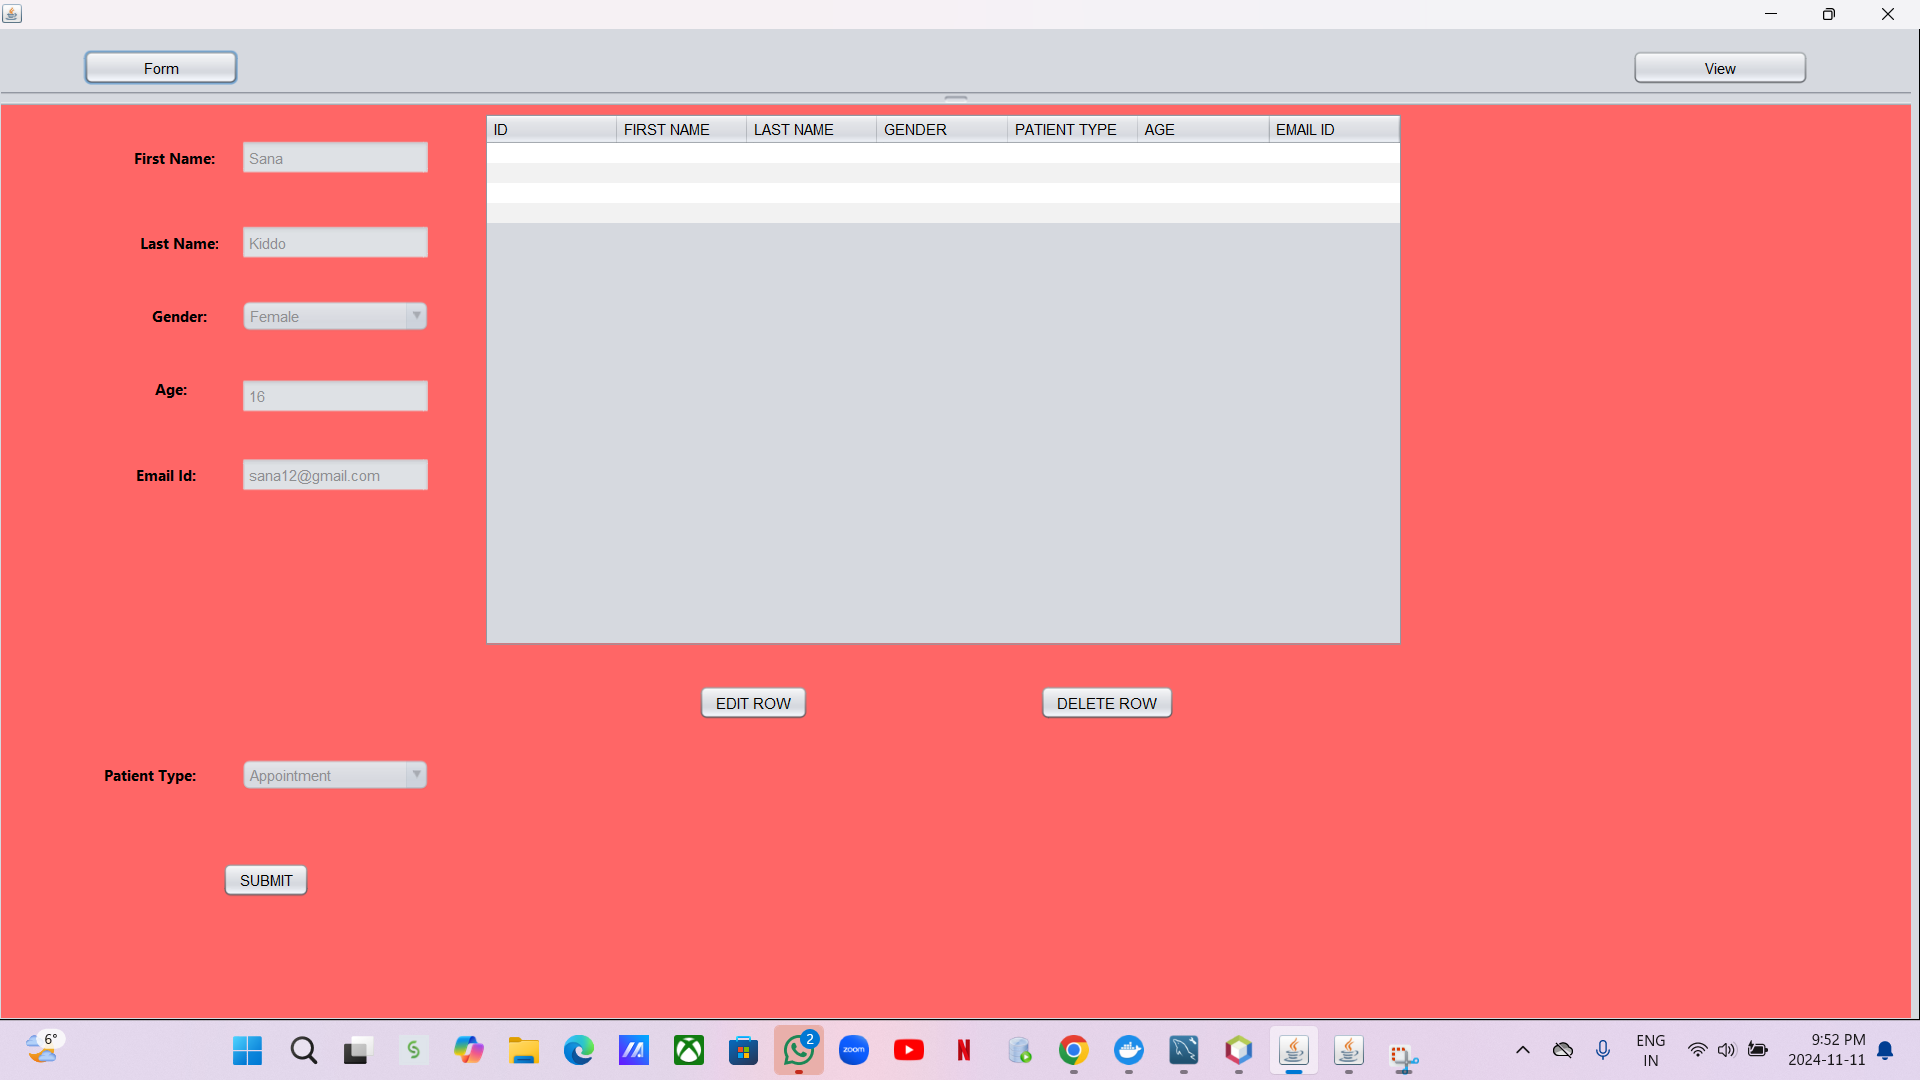 Form
View
ID FIRST NAME LAST NAME GENDER PATIENT TYPE AGE EMAIL ID
First Name: Sana
Last Name: Kiddo
Gender: Female
Age: 16
Email Id: sana12@gmail.com
EDIT ROW DELETE ROW
Patient Type: Appointment
SUBMIT
6°
2
zoom
N
ENG
IN
9:52 PM
2024-11-11